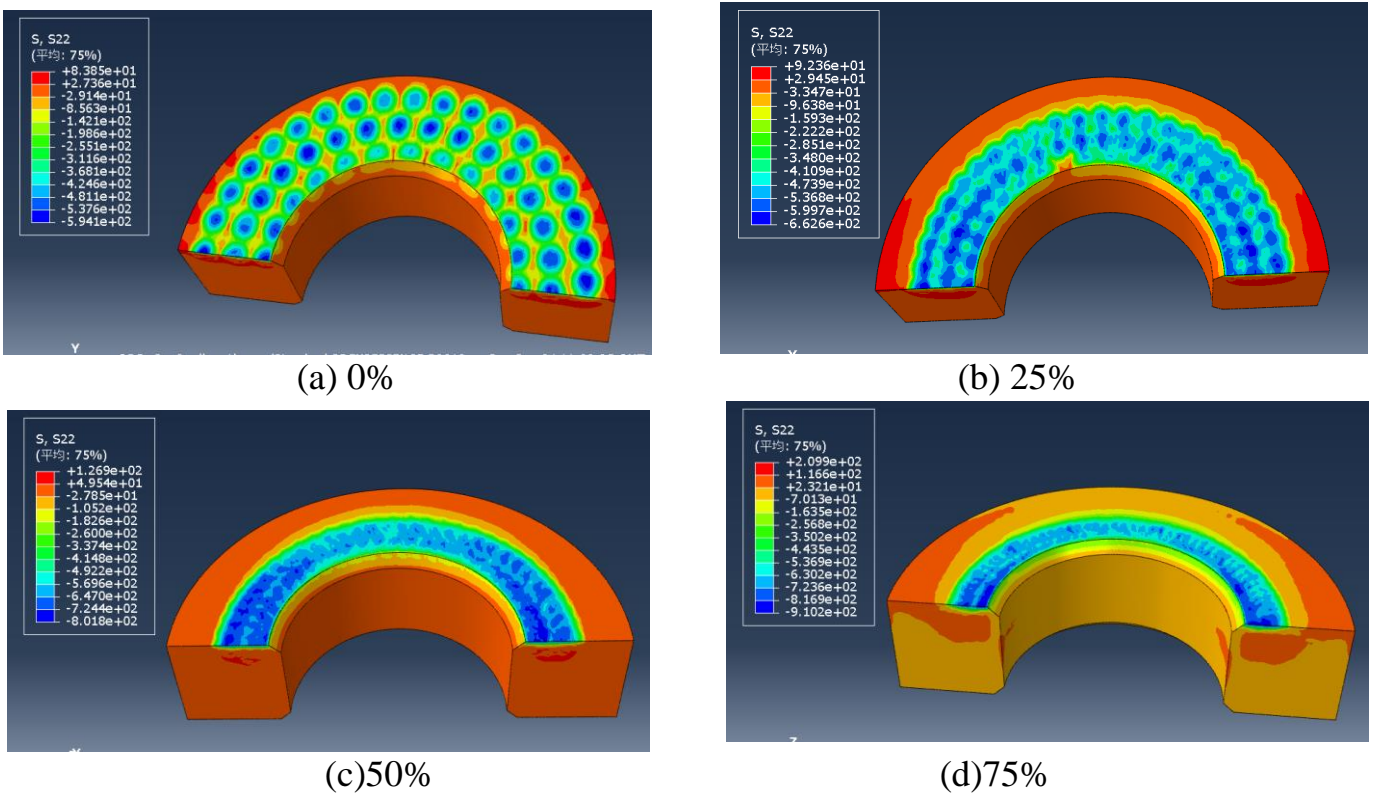 S, S22
(平均: 75%)
+8.385e+01
+2.736e+01
-2.914e+01
-8.563e+01
-1.421e+02
-1.986e+02
-2.551e+02
-3.116e+02
-3.681e+02
-4.246e+02
-4.811e+02
-5.376e+02
-5.941e+02
Y
(a) 0%
S, S22
(平均: 75%)
+9.236e+01
+2.945e+01
-3.347e+01
-9.638e+01
-1.593e+02
-2.222e+02
-2.851e+02
-3.480e+02
-4.109e+02
-4.739e+02
-5.368e+02
-5.997e+02
-6.626e+02
(b) 25%
S, S22
(平均: 75%)
+1.269e+02
+4.954e+01
-2.785e+01
-1.052e+02
-1.826e+02
-2.600e+02
-3.374e+02
-4.148e+02
-4.922e+02
-5.696e+02
-6.470e+02
-7.244e+02
-8.018e+02
(c)50%
S, S22
(平均: 75%)
+2.099e+02
+1.166e+02
+2.321e+01
-7.013e+01
-1.635e+02
-2.568e+02
-3.502e+02
-4.435e+02
-5.369e+02
-6.302e+02
-7.236e+02
-8.169e+02
-9.102e+02
(d)75%